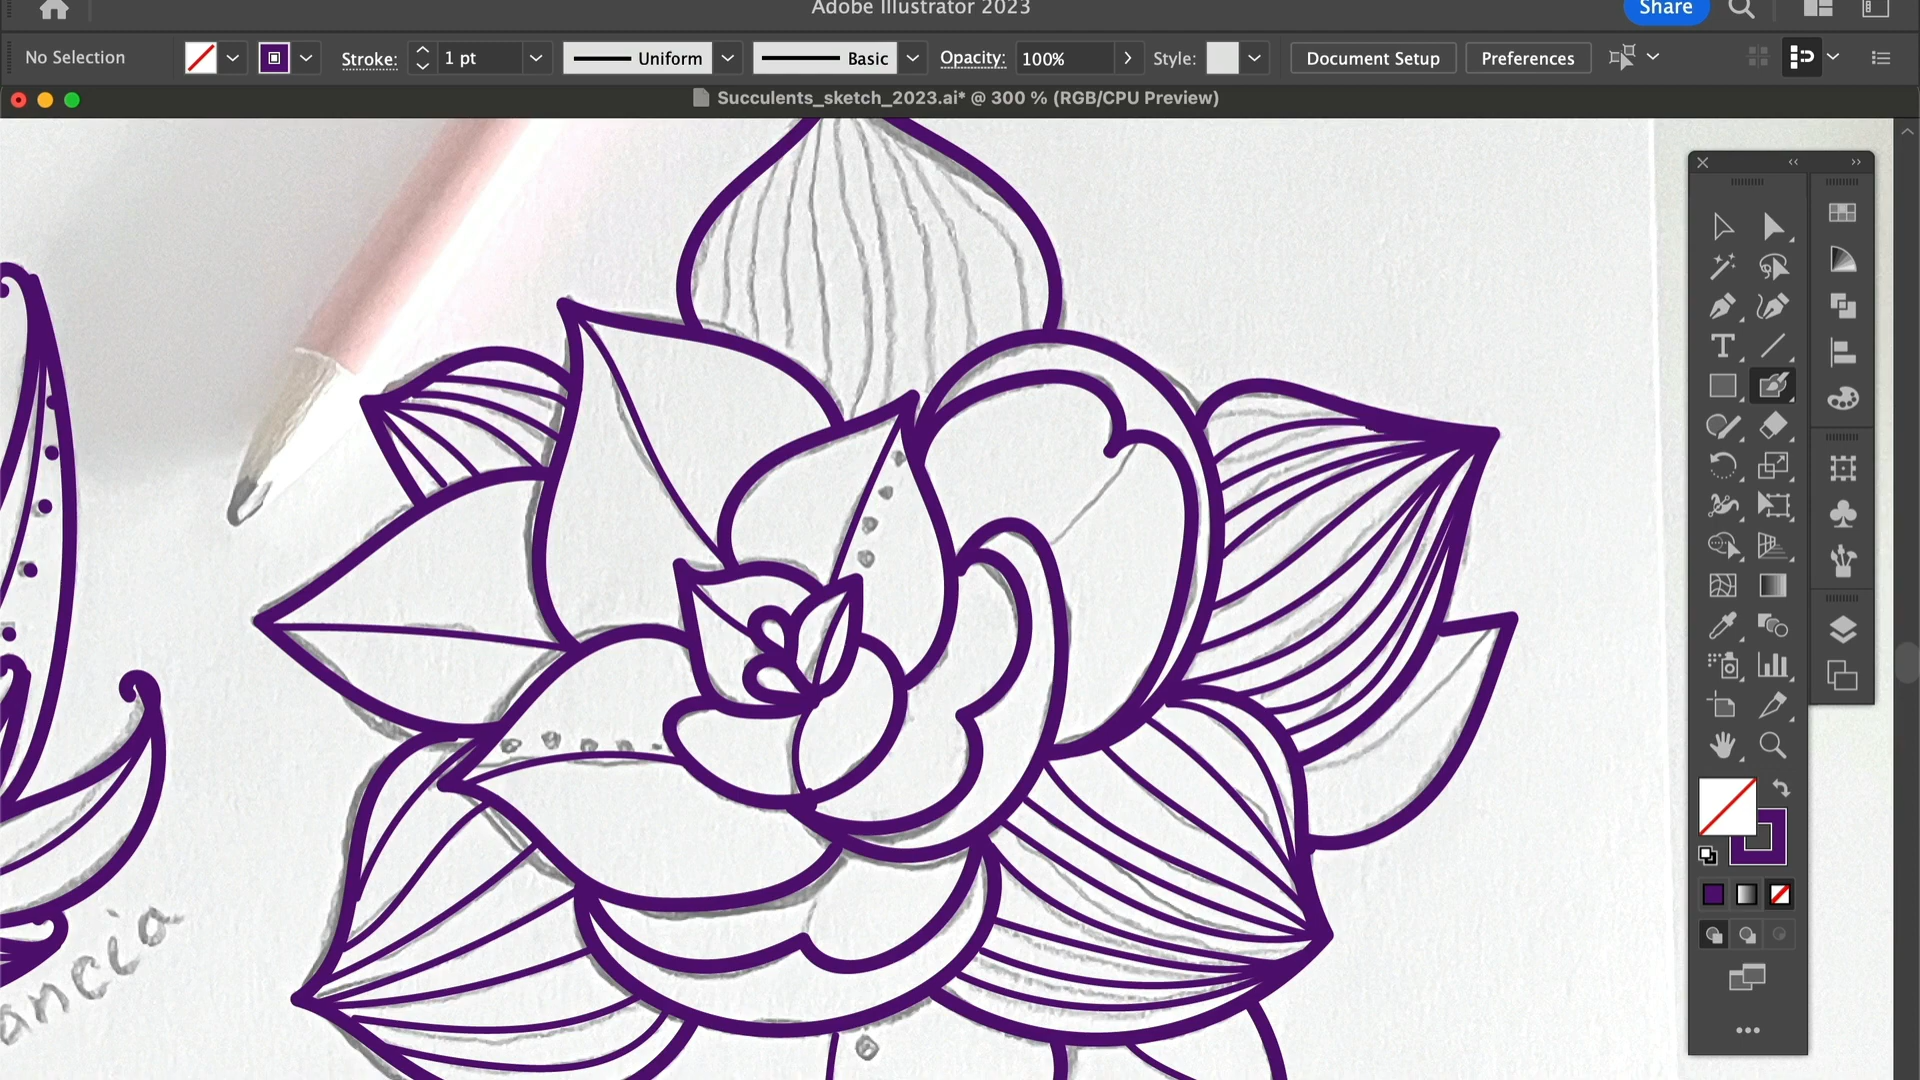 Adobe Illustrator 2023
Share
No Selection
Stroke:
1 pt
Uniform
Basic
Opacity:
100%
Style:
Document Setup
Preferences
Succulents_sketch_2023.ai* @ 300 % (RGB/CPU Preview)
T
ancia